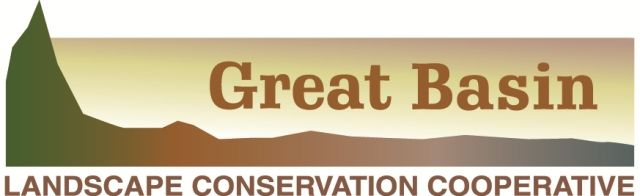 Great Basin
LANDSCAPE CONSERVATION COOPERATIVE